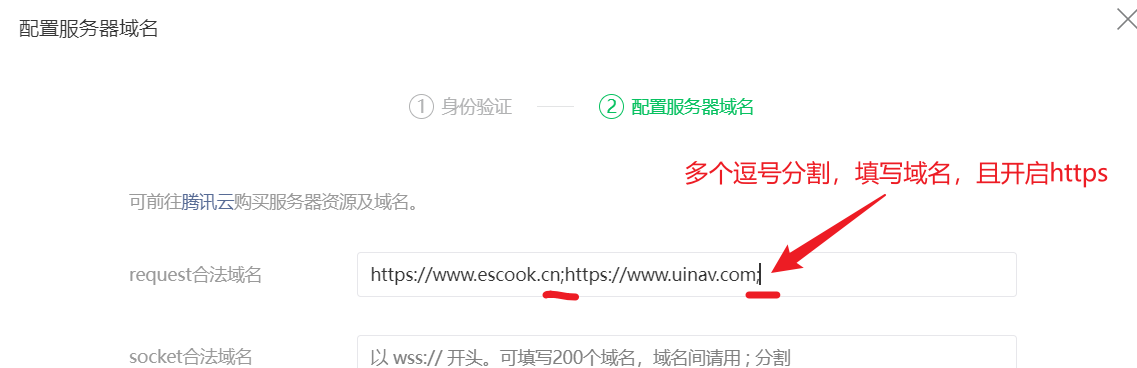 配置服务器域名
1 身份验证 2 配置服务器域名
多个逗号分割，填写域名，且开启https
可前往腾讯云购买服务器资源及域名。
request合法域名 https://www.escook.cn;https://www.uinav.com;
socket合法域名 以 wss:// 开头。可填写200个域名，域名间请用 ; 分割